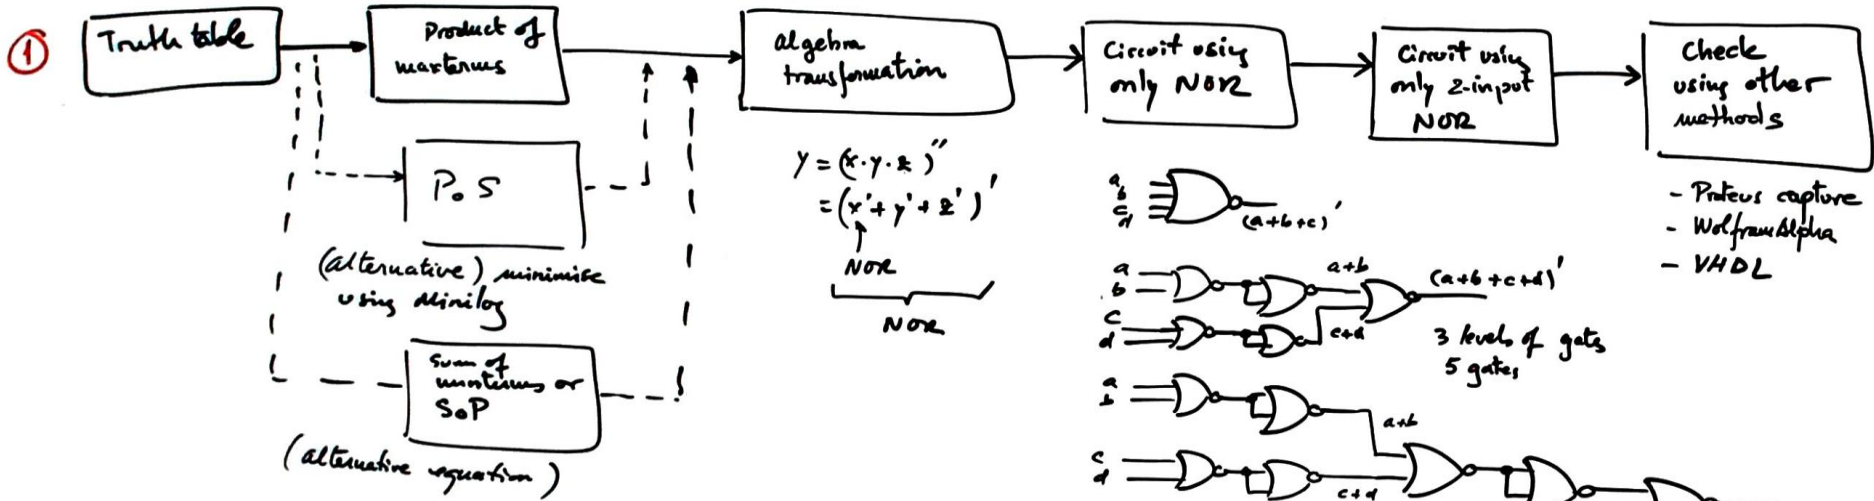 1
Truth table
Product of
maxterms
algebra
transformation
Circuit using
only NOR
Circuit using
only 2-input
NOR
Check
using other
methods
PoS
(alternative) minimise
using Minilog
Sum of
minterms or
SoP
(alternative equation)
Y = (x·y·z)''
= (x'+y'+z')'
NOR
NOR
a
b
c
d
(a+b+c)'
a
b
c
d
a+b
c+d
(a+b+c+d)'
3 levels of gates
5 gates
a
b
c
d
a+b
c+d
- Proteus capture
- WolframAlpha
- VHDL